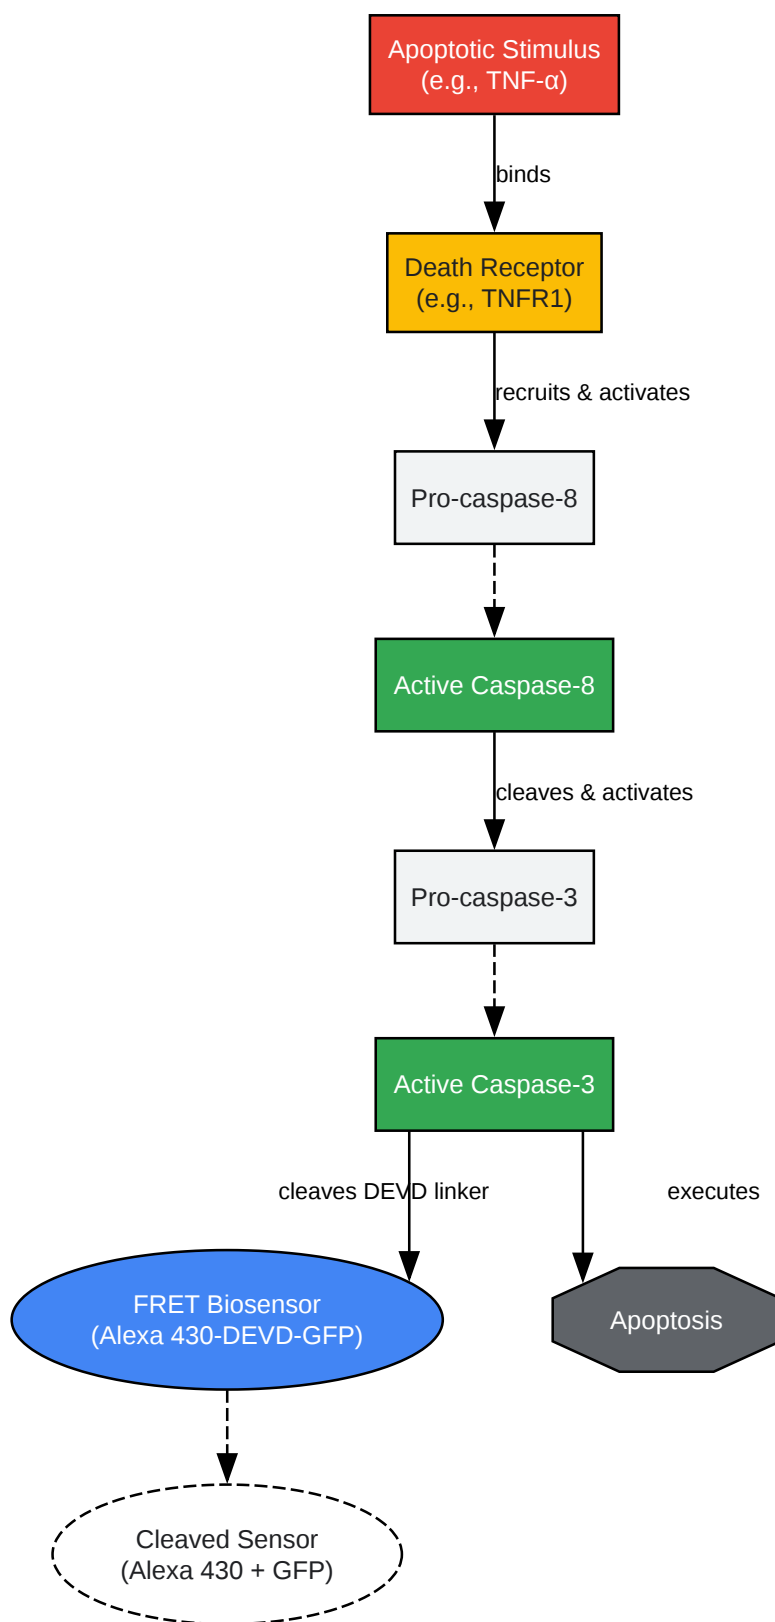 Apoptotic Stimulus
(e.g., TNF-α)
binds
Death Receptor
(e.g., TNFR1)
recruits & activates
Pro-caspase-8
Active Caspase-8
cleaves & activates
Pro-caspase-3
Active Caspase-3
cleaves DEVD linker
executes
FRET Biosensor
(Alexa 430-DEVD-GFP)
Apoptosis
Cleaved Sensor
(Alexa 430 + GFP)